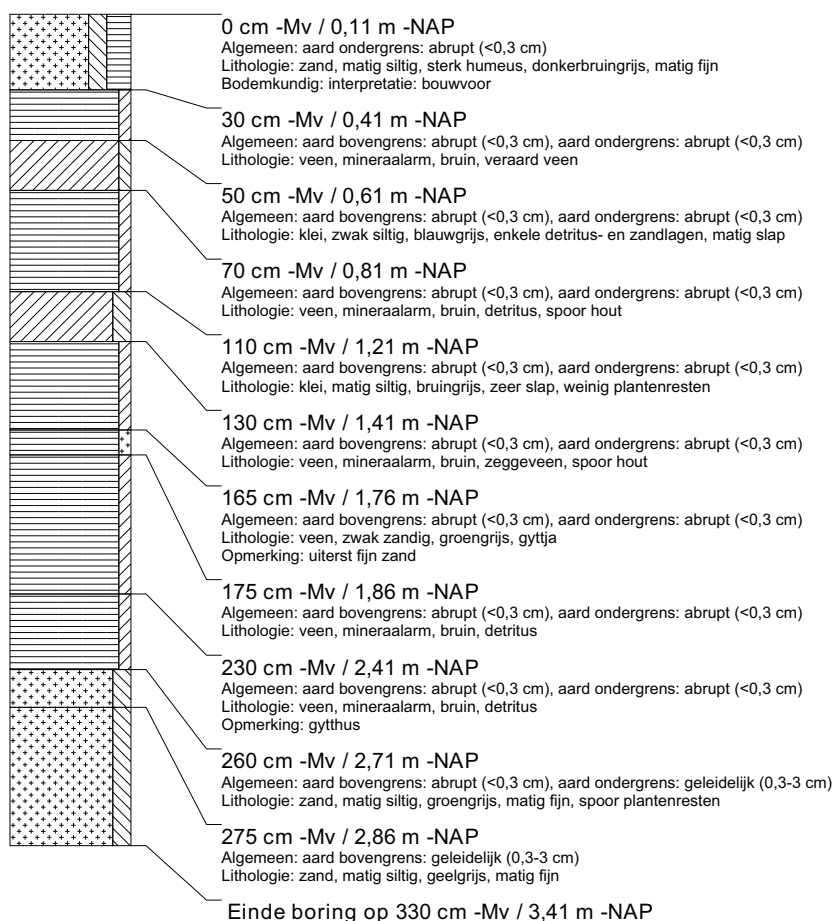 0 cm -Mv / 0,11 m -NAP
Algemeen: aard ondergrens: abrupt (<0,3 cm)
Lithologie: zand, matig siltig, sterk humeus, donkerbruingrijs, matig fijn
Bodemkundig: interpretatie: bouwvoor
30 cm -Mv / 0,41 m -NAP
Algemeen: aard bovengrens: abrupt (<0,3 cm), aard ondergrens: abrupt (<0,3 cm)
Lithologie: veen, mineraalarm, bruin, veraard veen
50 cm -Mv / 0,61 m -NAP
Algemeen: aard bovengrens: abrupt (<0,3 cm), aard ondergrens: abrupt (<0,3 cm)
Lithologie: klei, zwak siltig, blauwgrijs, enkele detritus- en zandlagen, matig slap
70 cm -Mv / 0,81 m -NAP
Algemeen: aard bovengrens: abrupt (<0,3 cm), aard ondergrens: abrupt (<0,3 cm)
Lithologie: veen, mineraalarm, bruin, detritus, spoor hout
110 cm -Mv / 1,21 m -NAP
Algemeen: aard bovengrens: abrupt (<0,3 cm), aard ondergrens: abrupt (<0,3 cm)
Lithologie: klei, matig siltig, bruingrijs, zeer slap, weinig plantenresten
130 cm -Mv / 1,41 m -NAP
Algemeen: aard bovengrens: abrupt (<0,3 cm), aard ondergrens: abrupt (<0,3 cm)
Lithologie: veen, mineraalarm, bruin, zeggeveen, spoor hout
165 cm -Mv / 1,76 m -NAP
Algemeen: aard bovengrens: abrupt (<0,3 cm), aard ondergrens: abrupt (<0,3 cm)
Lithologie: veen, zwak zandig, groengrijs, gyttja
Opmerking: uiterst fijn zand
175 cm -Mv / 1,86 m -NAP
Algemeen: aard bovengrens: abrupt (<0,3 cm), aard ondergrens: abrupt (<0,3 cm)
Lithologie: veen, mineraalarm, bruin, detritus
230 cm -Mv / 2,41 m -NAP
Algemeen: aard bovengrens: abrupt (<0,3 cm), aard ondergrens: abrupt (<0,3 cm)
Lithologie: veen, mineraalarm, bruin, detritus
Opmerking: gytthus
260 cm -Mv / 2,71 m -NAP
Algemeen: aard bovengrens: abrupt (<0,3 cm), aard ondergrens: geleidelijk (0,3-3 cm)
Lithologie: zand, matig siltig, groengrijs, matig fijn, spoor plantenresten
275 cm -Mv / 2,86 m -NAP
Algemeen: aard bovengrens: geleidelijk (0,3-3 cm)
Lithologie: zand, matig siltig, geelgrijs, matig fijn
Einde boring op 330 cm -Mv / 3,41 m -NAP